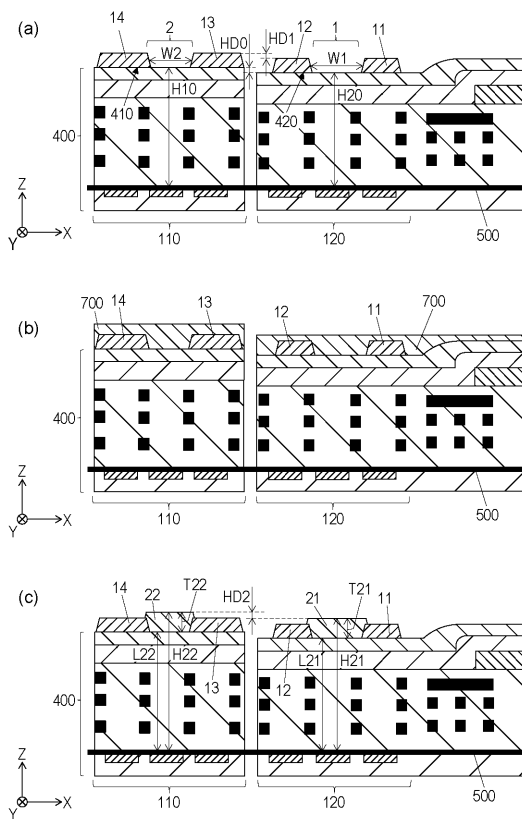 (a)
14 2 13 HD0 HD1 12 1 11
W2 W1
410 H10 420 H20
400
Z
Y X
110 120 500
(b)
700 14 13 12 11 700
400
Z
Y X
110 120 500
(c)
14 22 T22 HD2 21 T21 11
L22 H22 13 12 L21 H21
400
Z
Y X
110 120 500